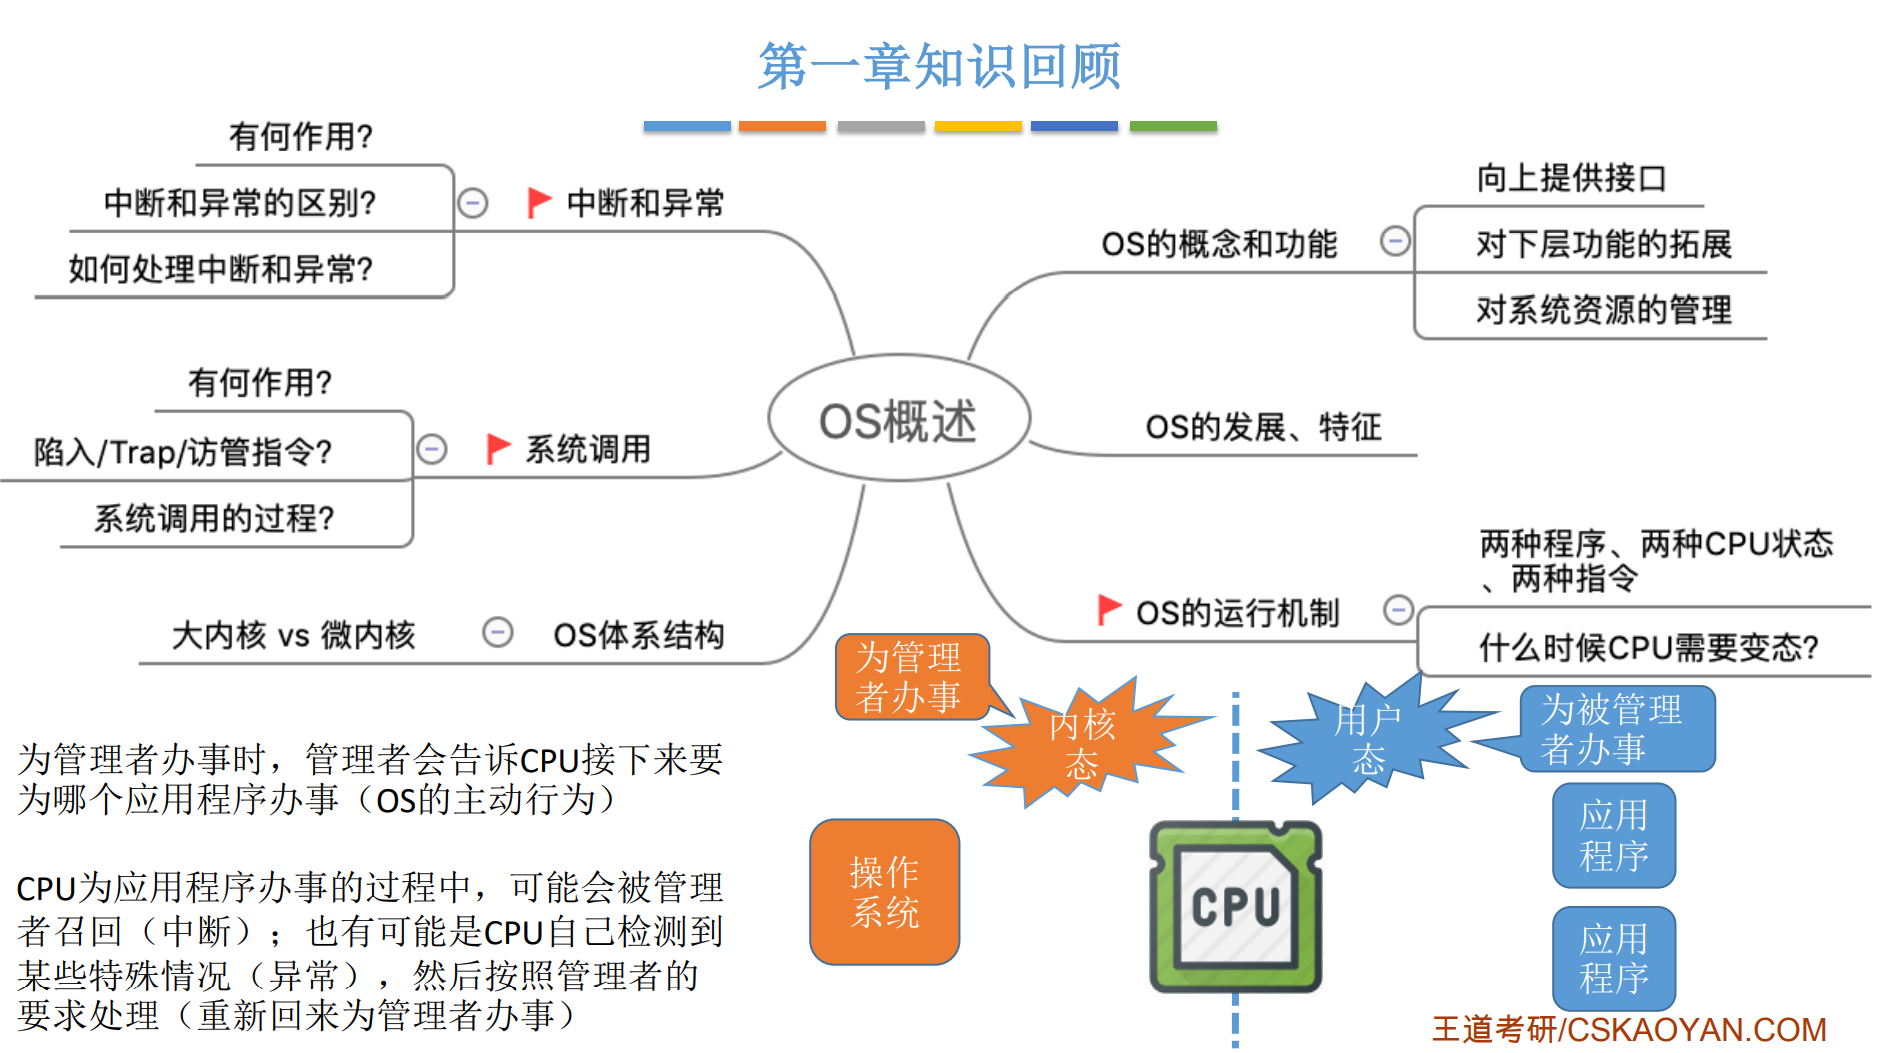 第一章知识回顾
有何作用?
中断和异常的区别?
如何处理中断和异常?
中断和异常
有何作用?
陷入/Trap/访管指令?
系统调用的过程?
系统调用
大内核 vs 微内核
OS体系结构
OS概述
OS的概念和功能
向上提供接口
对下层功能的拓展
对系统资源的管理
OS的发展、特征
OS的运行机制
两种程序、两种CPU状态
、两种指令
什么时候CPU需要变态?
为管理
者办事
内核
态
用户
态
为被管理
者办事
为管理者办事时，管理者会告诉CPU接下来要
为哪个应用程序办事（OS的主动行为）
CPU为应用程序办事的过程中，可能会被管理
者召回（中断）；也有可能是CPU自己检测到
某些特殊情况（异常），然后按照管理者的
要求处理（重新回来为管理者办事）
操作
系统
CPU
应用
程序
应用
程序
王道考研/CSKAOYAN.COM